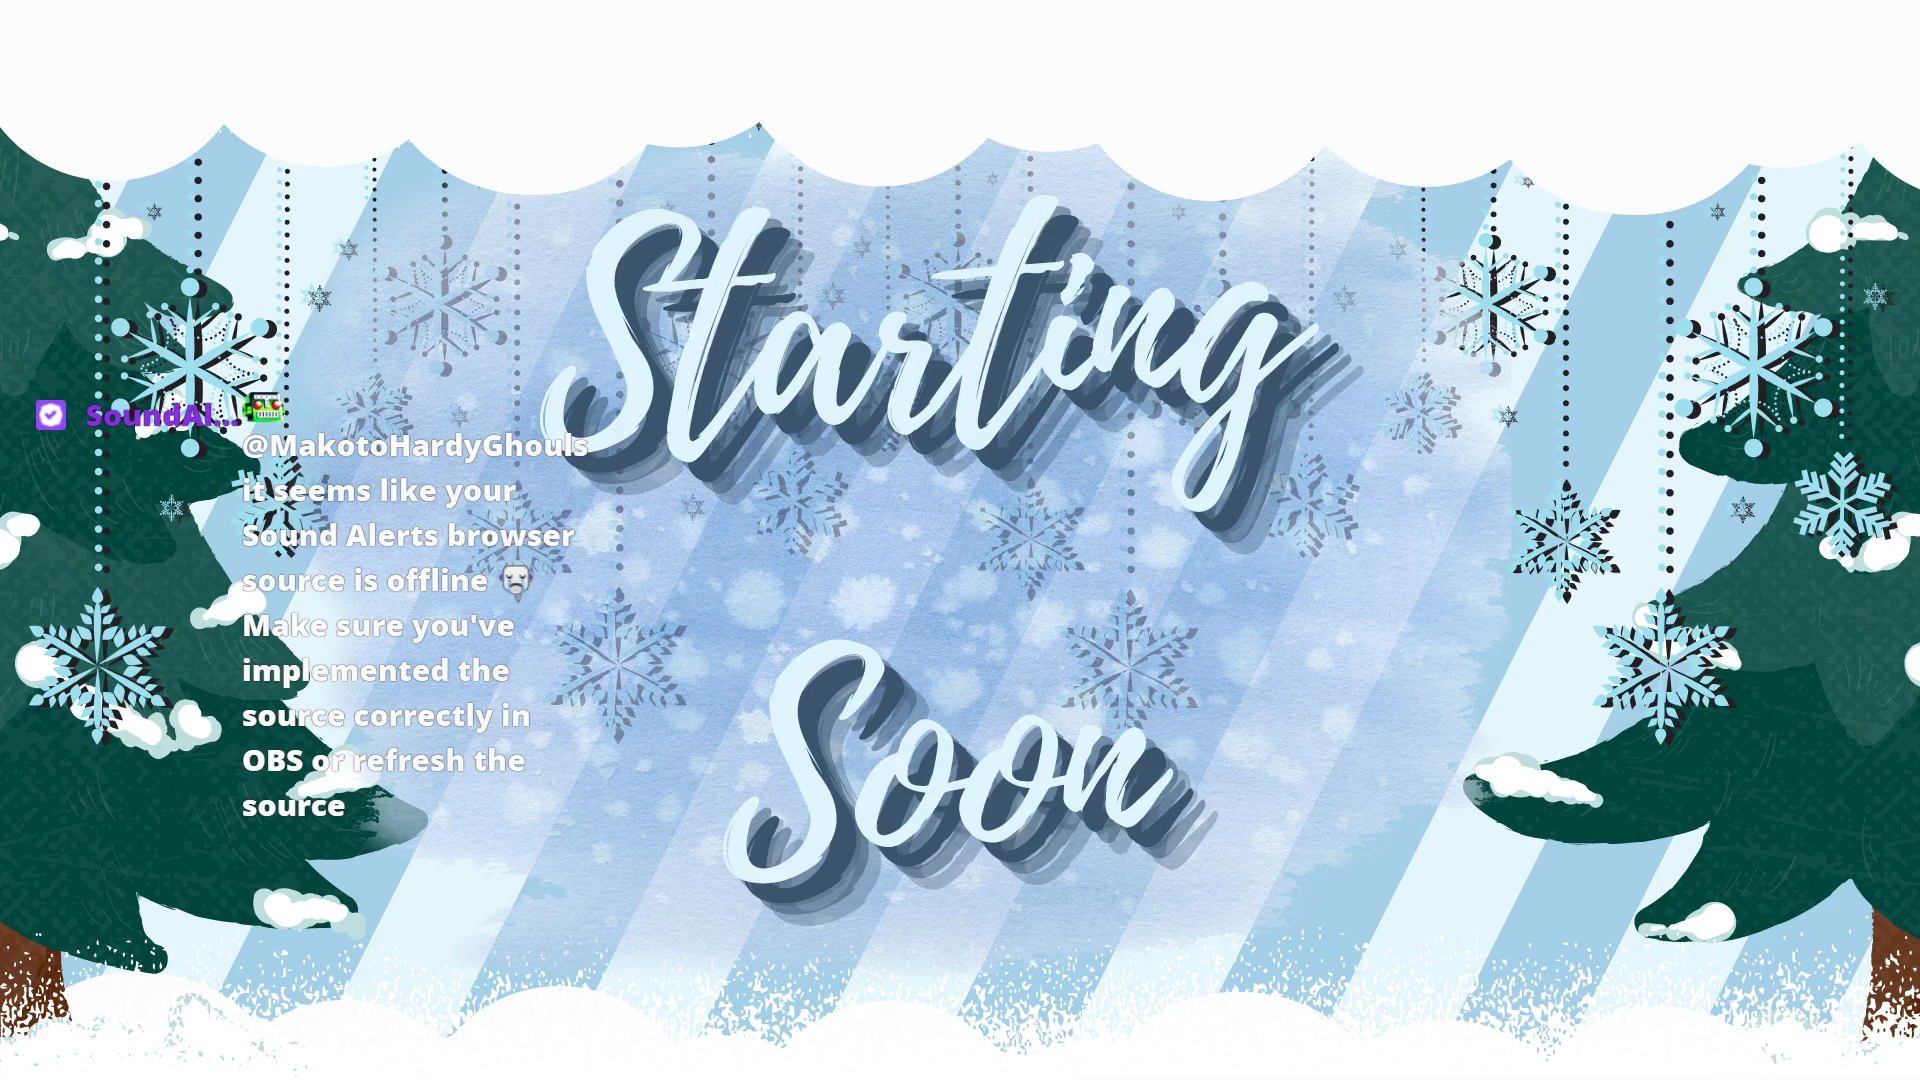 Starting
Soon
SoundAl...
@MakotoHardyGhouls
it seems like your
Sound Alerts browser
source is offline
Make sure you've
implemented the
source correctly in
OBS or refresh the
source